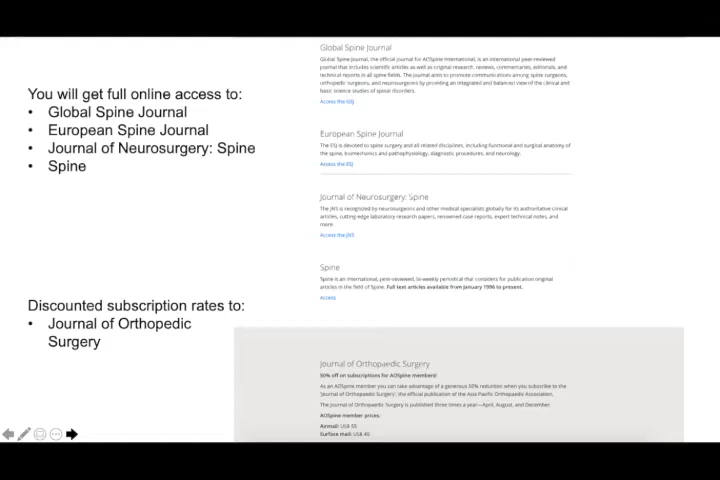 You will get full online access to:
• Global Spine Journal
• European Spine Journal
• Journal of Neurosurgery: Spine
• Spine
Discounted subscription rates to:
• Journal of Orthopedic
Surgery
Global Spine Journal
Global Spine Journal, the official journal for AOSpine International, is an international peer-reviewed
journal that includes scientific articles as well as original research, reviews, commentaries, editorials, and
technical reports in all spine fields. The journal aims to promote communications among spine surgeons,
orthopedic surgeons, and neurosurgeons by providing an integrated and balanced view of the clinical and
basic science studies of spinal disorders.
Access the GSJ
European Spine Journal
The ESJ is devoted to spine surgery and all related disciplines, including functional and surgical anatomy of
the spine, biomechanics and pathophysiology, diagnostic procedures, and neurology.
Access the ESJ
Journal of Neurosurgery: Spine
The JNS is recognized by neurosurgeons and other medical specialists globally for its authoritative clinical
articles, cutting-edge laboratory research papers, renowned case reports, expert technical notes, and
more.
Access the JNS
Spine
Spine is an international, peer-reviewed, bi-weekly periodical that considers for publication original
articles in the field of Spine. Full text articles available from January 1996 to present.
Access
Journal of Orthopaedic Surgery
50% off on subscriptions for AOSpine members!
As an AOSpine member you can take advantage of a generous 50% reduction when you subscribe to the
'Journal of Orthopaedic Surgery', the official publication of the Asia Pacific Orthopaedic Association.
The Journal of Orthopaedic Surgery is published three times a year—April, August, and December.
AOSpine member prices:
Airmail: US$ 55
Surface mail: US$ 45